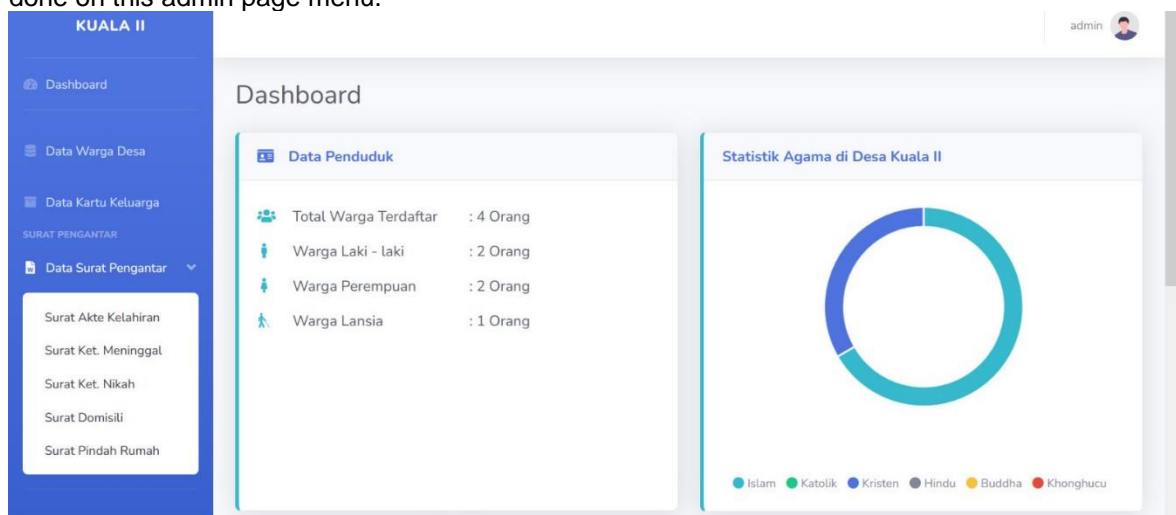 done on this admin page menu.
KUALA II
admin
Dashboard
Data Warga Desa
Data Kartu Keluarga
SURAT PENGANTAR
Data Surat Pengantar
Surat Akte Kelahiran
Surat Ket. Meninggal
Surat Ket. Nikah
Surat Domisili
Surat Pindah Rumah
Dashboard
Data Penduduk
Total Warga Terdaftar : 4 Orang
Warga Laki - laki : 2 Orang
Warga Perempuan : 2 Orang
Warga Lansia : 1 Orang
Statistik Agama di Desa Kuala II
Islam Katolik Kristen Hindu Buddha Khonghucu